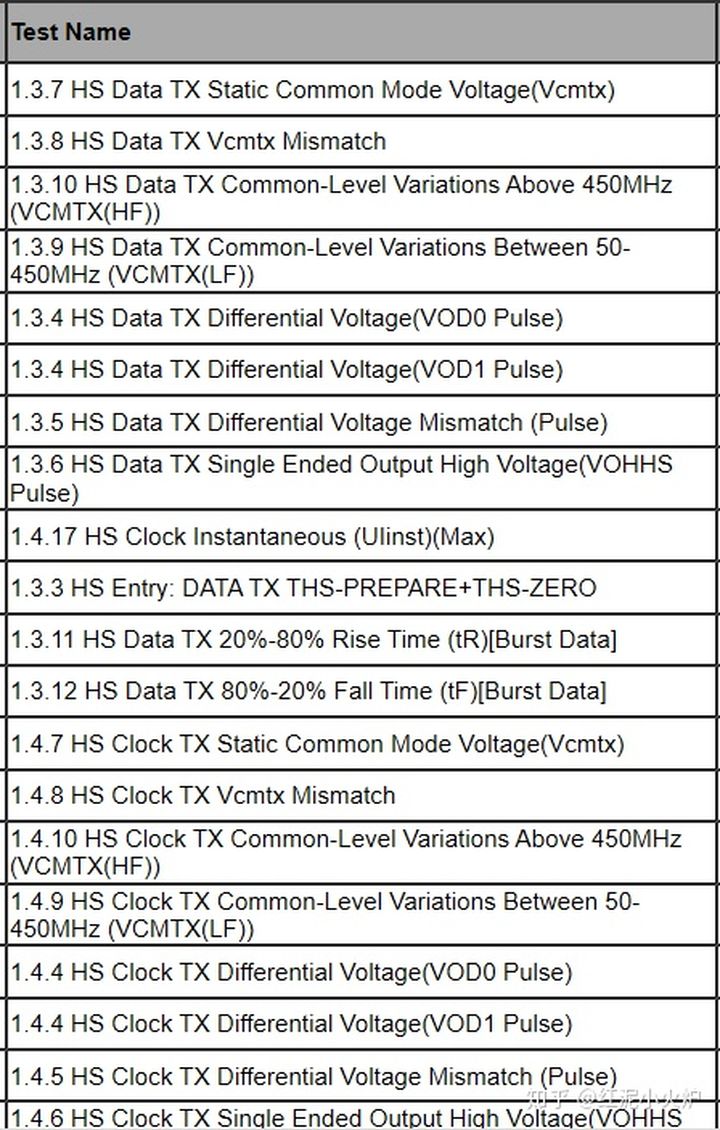 Test Name
1.3.7 HS Data TX Static Common Mode Voltage(Vcmtx)
1.3.8 HS Data TX Vcmtx Mismatch
1.3.10 HS Data TX Common-Level Variations Above 450MHz
(VCMTX(HF))
1.3.9 HS Data TX Common-Level Variations Between 50-
450MHz (VCMTX(LF))
1.3.4 HS Data TX Differential Voltage(VOD0 Pulse)
1.3.4 HS Data TX Differential Voltage(VOD1 Pulse)
1.3.5 HS Data TX Differential Voltage Mismatch (Pulse)
1.3.6 HS Data TX Single Ended Output High Voltage(VOHHS
Pulse)
1.4.17 HS Clock Instantaneous (UIinst)(Max)
1.3.3 HS Entry: DATA TX THS-PREPARE+THS-ZERO
1.3.11 HS Data TX 20%-80% Rise Time (tR)[Burst Data]
1.3.12 HS Data TX 80%-20% Fall Time (tF)[Burst Data]
1.4.7 HS Clock TX Static Common Mode Voltage(Vcmtx)
1.4.8 HS Clock TX Vcmtx Mismatch
1.4.10 HS Clock TX Common-Level Variations Above 450MHz
(VCMTX(HF))
1.4.9 HS Clock TX Common-Level Variations Between 50-
450MHz (VCMTX(LF))
1.4.4 HS Clock TX Differential Voltage(VOD0 Pulse)
1.4.4 HS Clock TX Differential Voltage(VOD1 Pulse)
1.4.5 HS Clock TX Differential Voltage Mismatch (Pulse)
知乎 @红泥小火炉
1.4.6 HS Clock TX Single Ended Output High Voltage(VOHHS